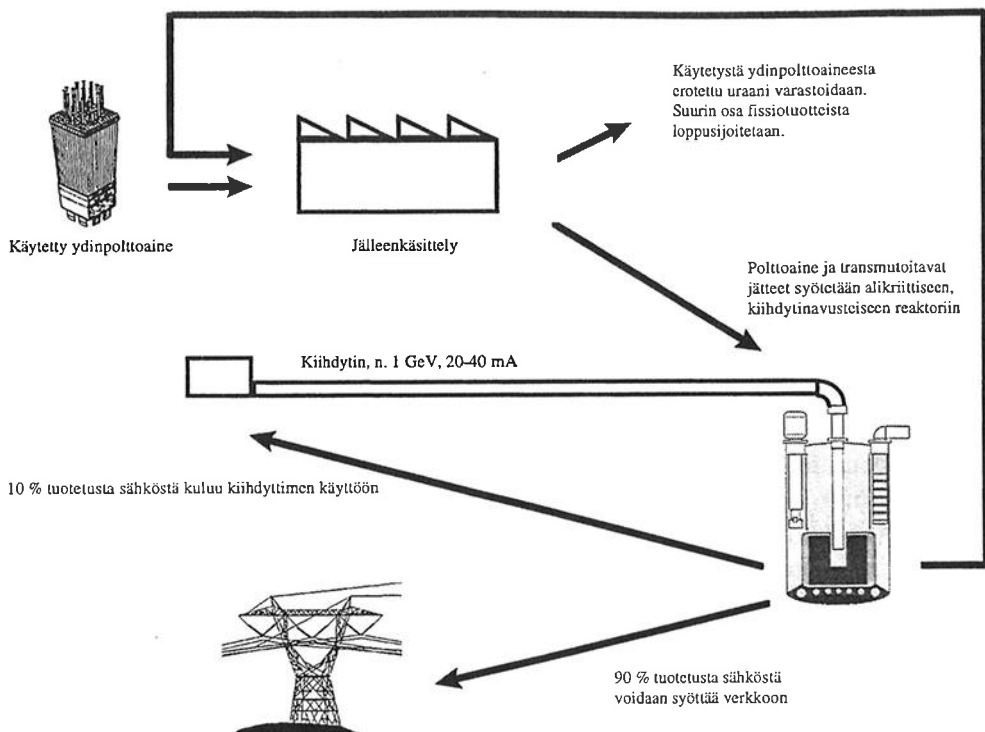 Käytetystä ydinpolttoaineesta
erotettu uraani varastoidaan.
Suurin osa fissiotuotteista
loppusijoitetaan.
Käytetty ydinpolttoaine
Jälleenkäsittely
Polttoaine ja transmutoitavat
jätteet syötetään alikriittiseen,
kiihdytinavusteiseen reaktoriin
Kiihdytin, n. 1 GeV, 20-40 mA
10 % tuotetusta sähköstä kuluu kiihdyttimen käyttöön
90 % tuotetusta sähköstä
voidaan syöttää verkkoon